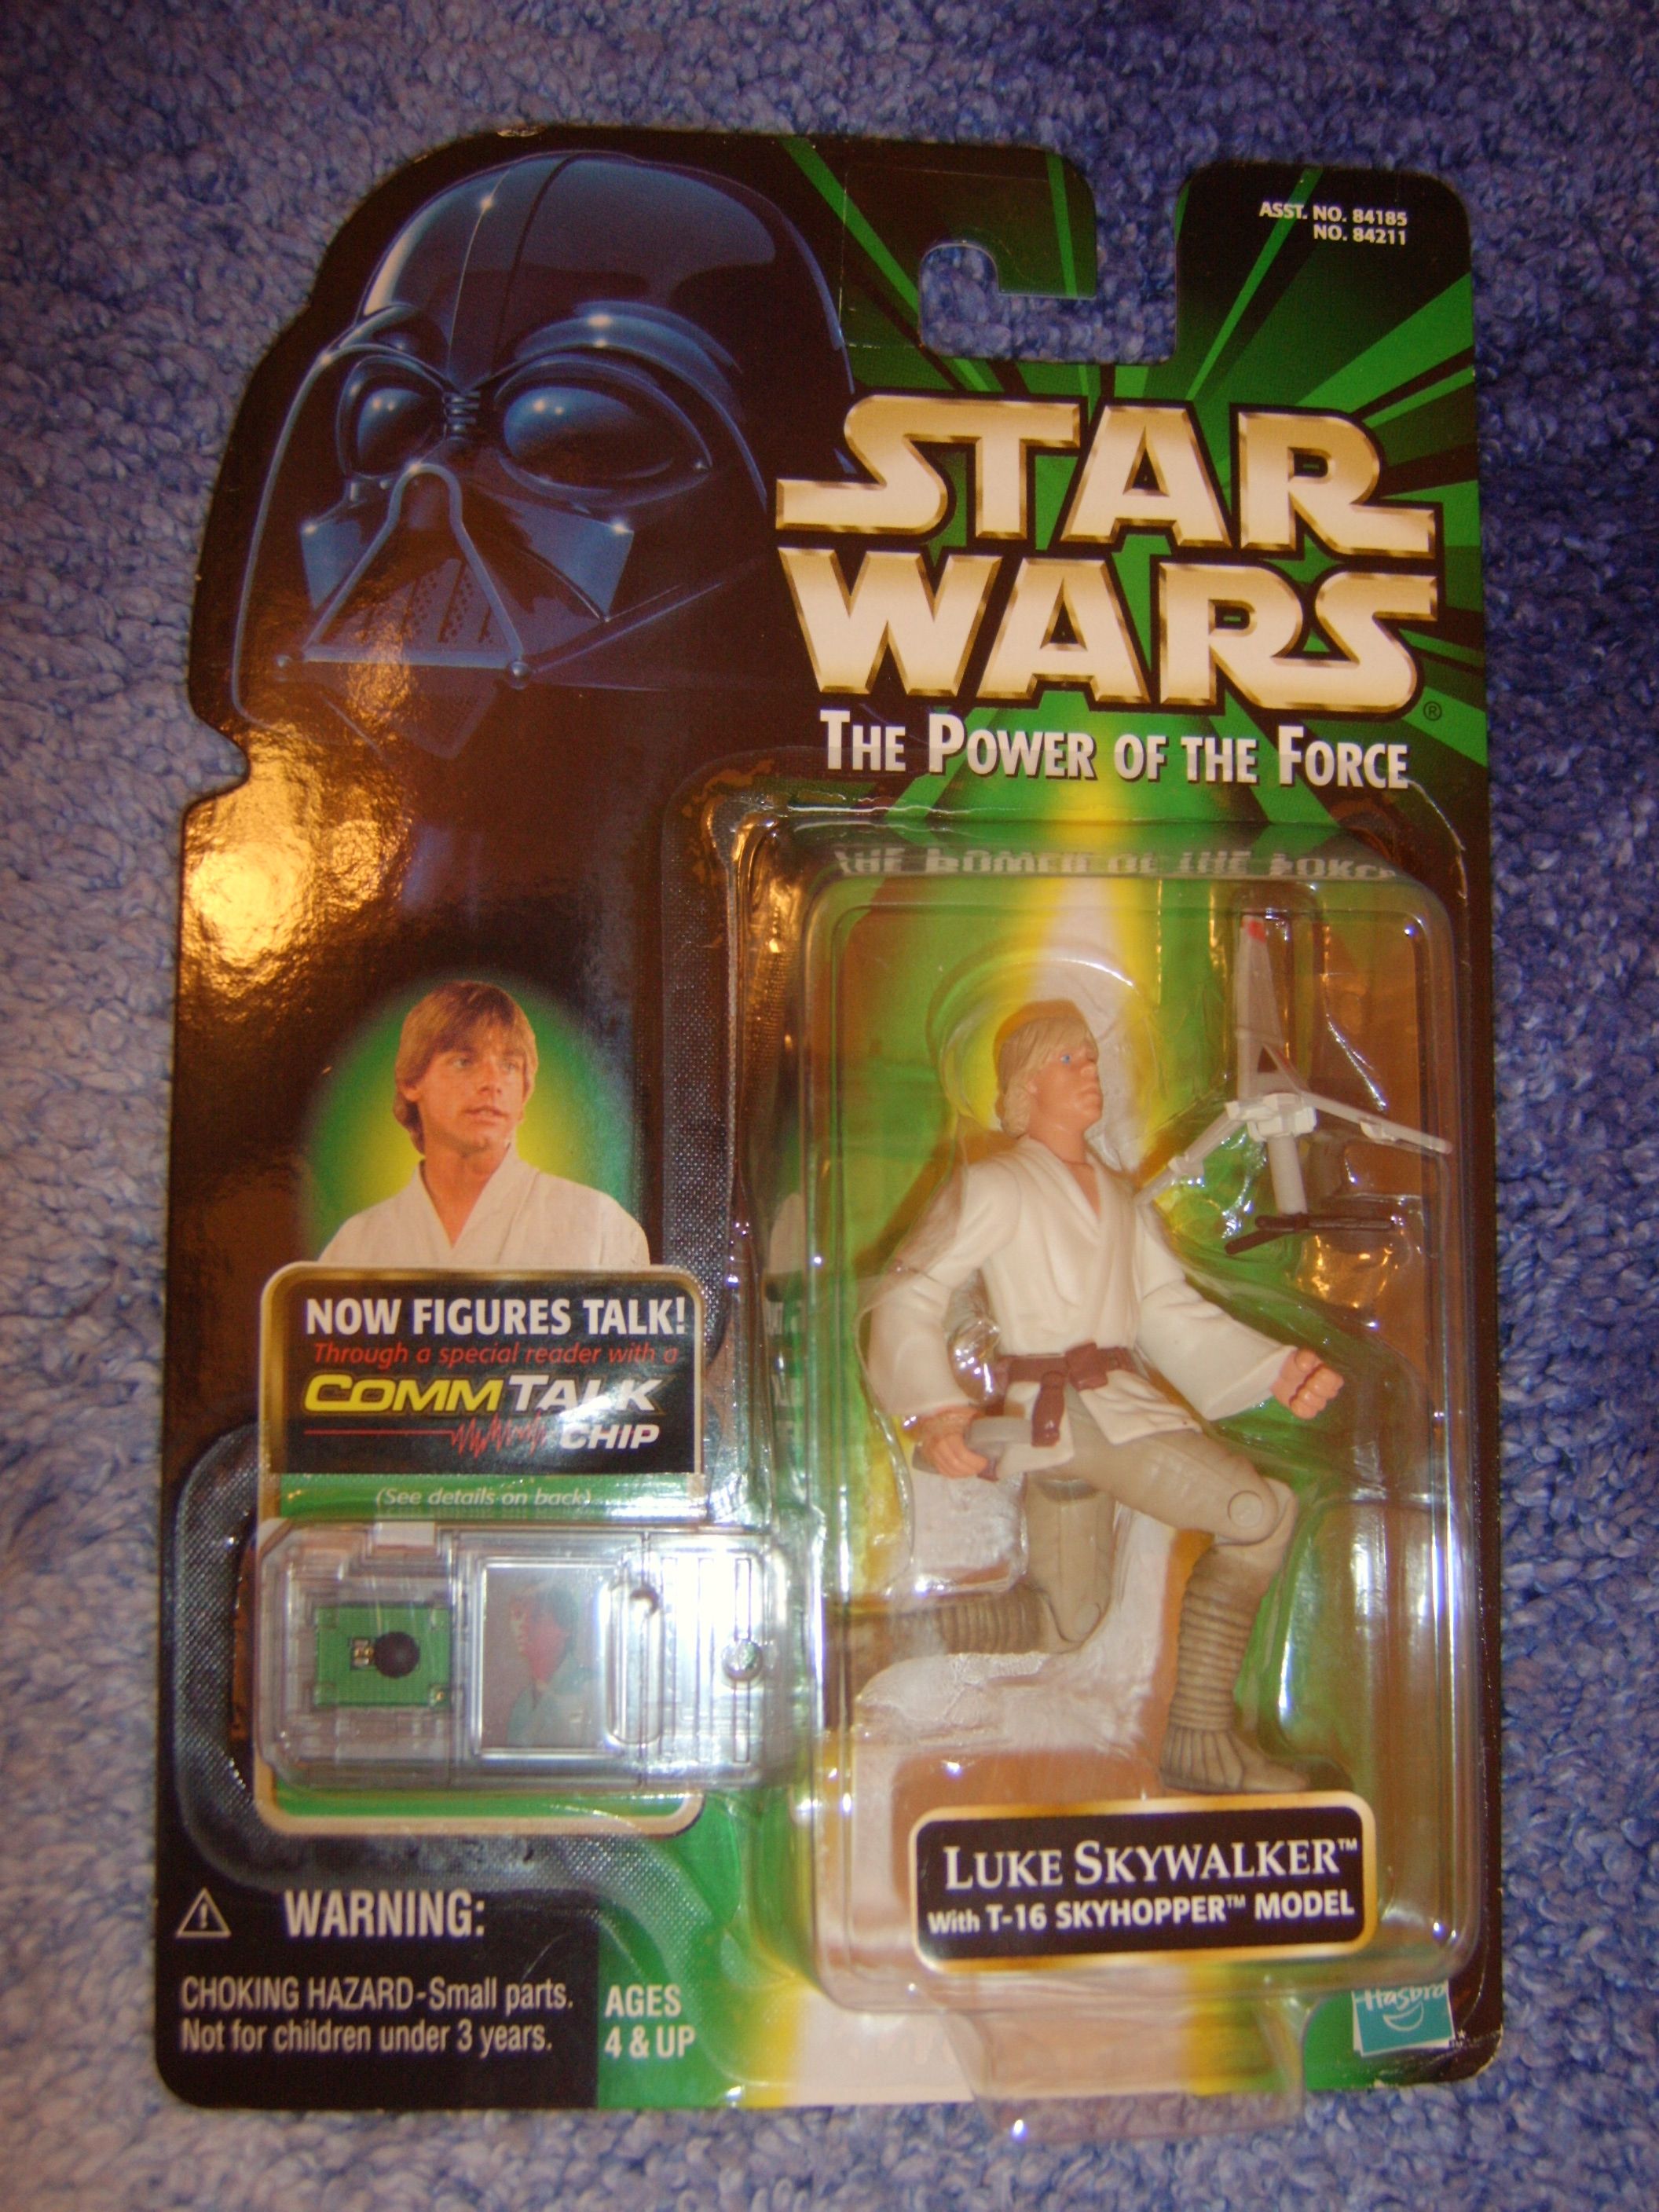 ASST. NO. 84185
NO. 84211
STAR
WARS®
THE POWER OF THE FORCE
NOW FIGURES TALK!
Through a special reader with a
COMMTALK
CHIP
(See details on back)
LUKE SKYWALKER™
With T-16 SKYHOPPER™ MODEL
WARNING:
CHOKING HAZARD-Small parts.
Not for children under 3 years.
AGES
4 & UP
Hasbro